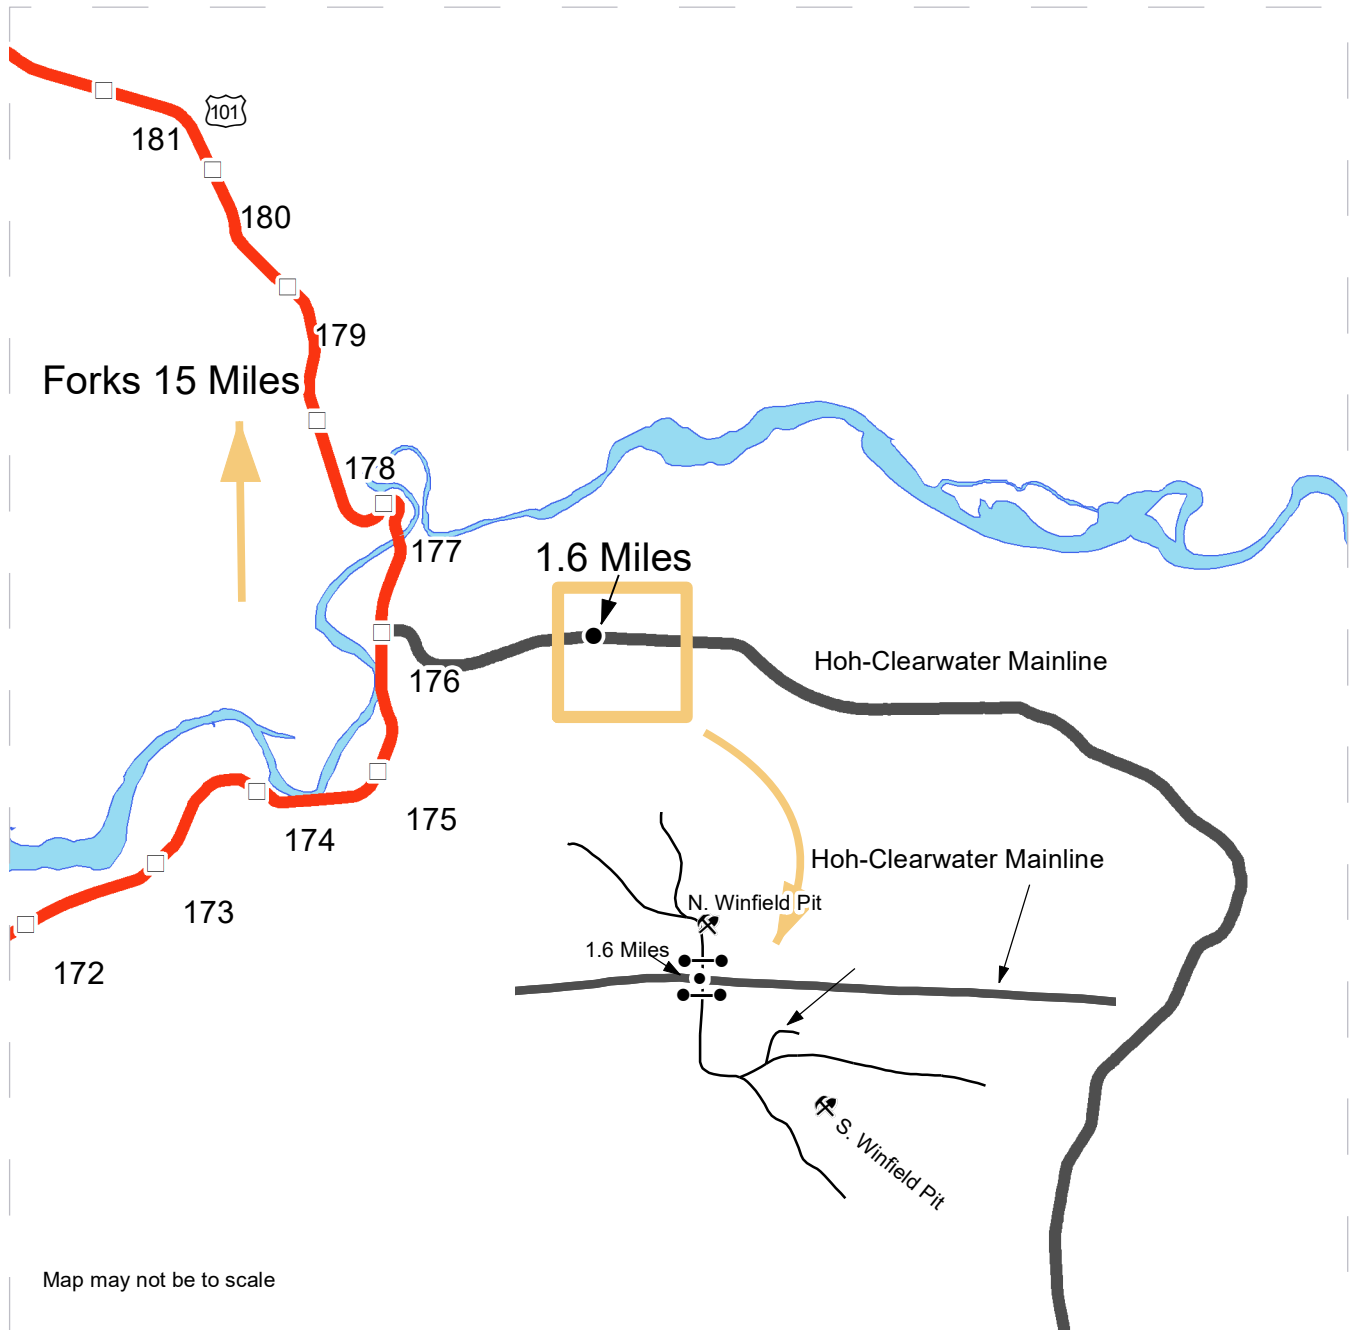 101
181
180
179
Forks 15 Miles
178
177
1.6 Miles
Hoh-Clearwater Mainline
176
175
174
Hoh-Clearwater Mainline
N. Winfield Pit
173
1.6 Miles
172
S. Winfield Pit
Map may not be to scale